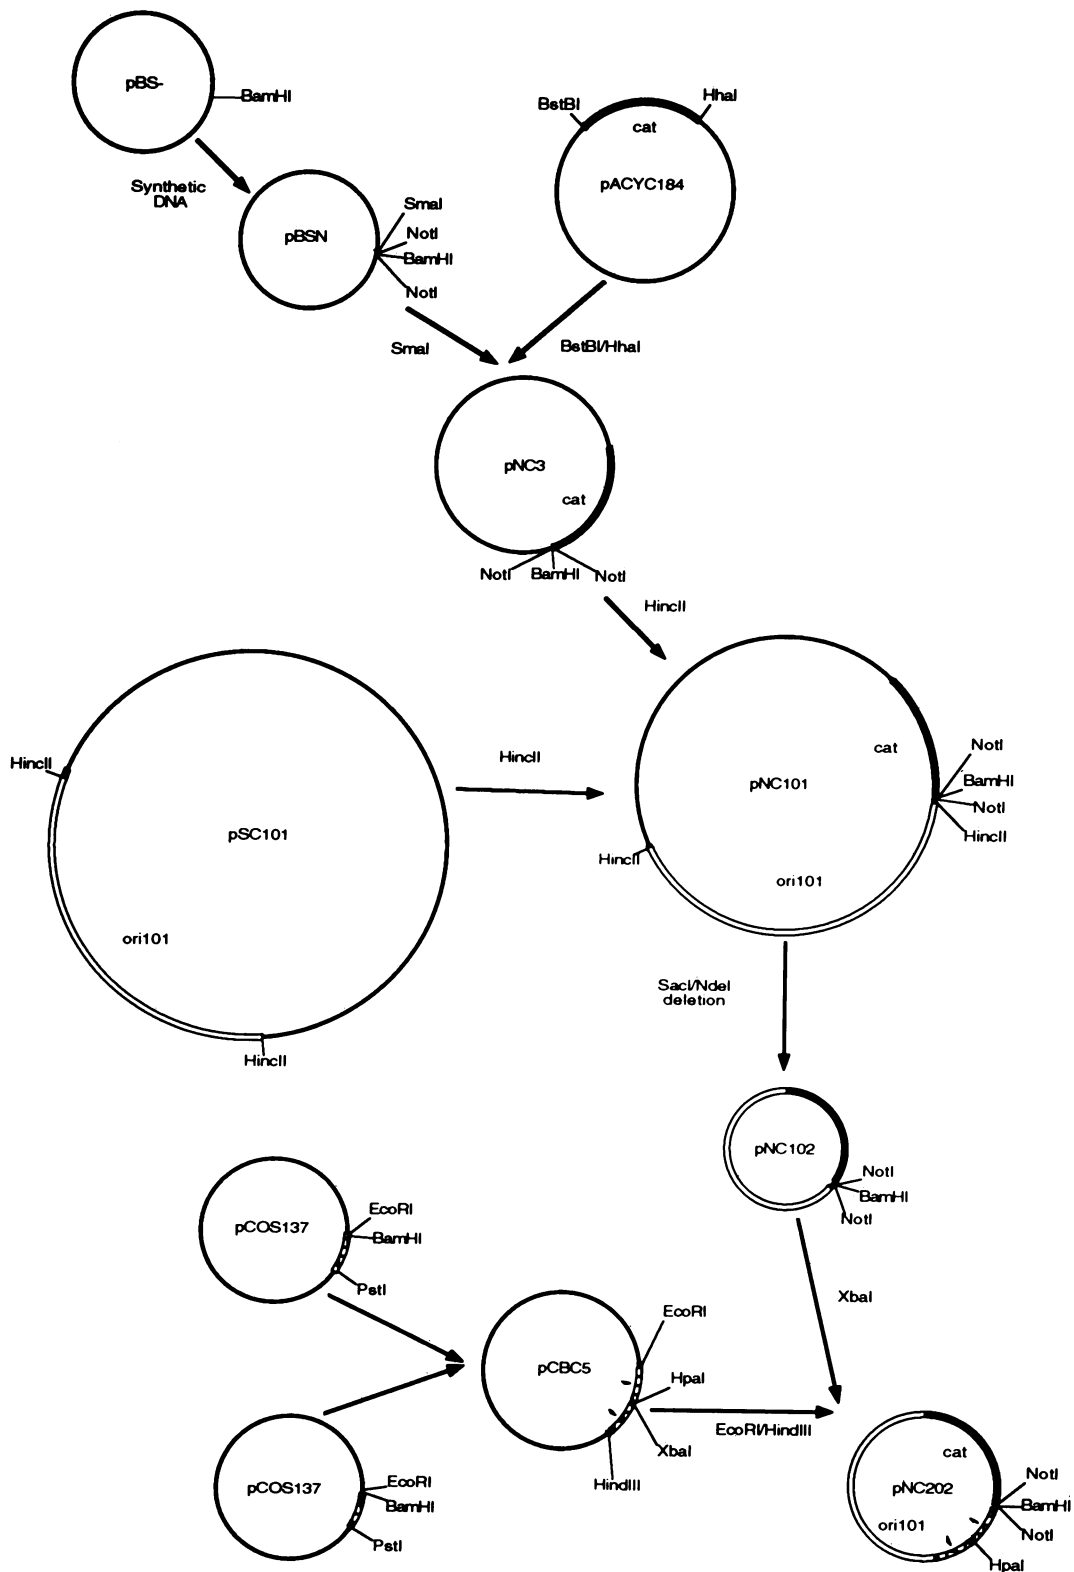 pBS-
BamHI
Synthetic
DNA
pBSN
SmaI
NotI
BamHI
NotI
BstBI
HhaI
cat
pACYC184
SmaI
BstBI/HhaI
pNC3
cat
NotI
BamHI
NotI
HincII
HincII
pSC101
ori101
HincII
HincII
cat
pNC101
NotI
BamHI
NotI
HincII
HincII
ori101
SacI/NdeI
deletion
pNC102
NotI
BamHI
NotI
XbaI
pCOS137
EcoRI
BamHI
PstI
pCBC5
EcoRI
HpaI
XbaI
HindIII
EcoRI/HindIII
pCOS137
EcoRI
BamHI
PstI
cat
pNC202
ori101
NotI
BamHI
NotI
HpaI